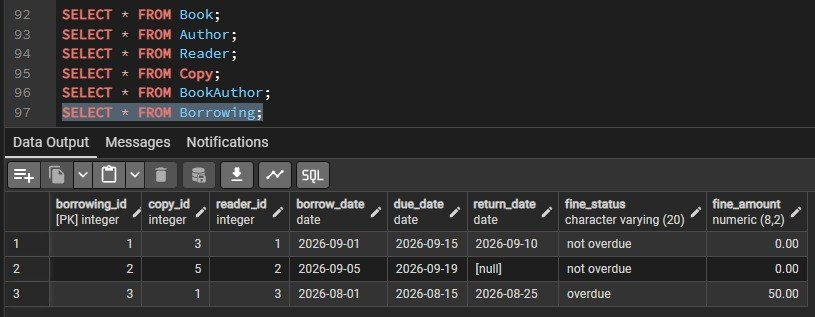 92 SELECT * FROM Book;
93 SELECT * FROM Author;
94 SELECT * FROM Reader;
95 SELECT * FROM Copy;
96 SELECT * FROM BookAuthor;
97 SELECT * FROM Borrowing;
Data Output Messages Notifications
SQL
borrowing_id copy_id reader_id borrow_date due_date return_date fine_status fine_amount
[PK] integer integer integer date date date character varying (20) numeric (8,2)
1 1 3 1 2026-09-01 2026-09-15 2026-09-10 not overdue 0.00
2 2 5 2 2026-09-05 2026-09-19 [null] not overdue 0.00
3 3 1 3 2026-08-01 2026-08-15 2026-08-25 overdue 50.00